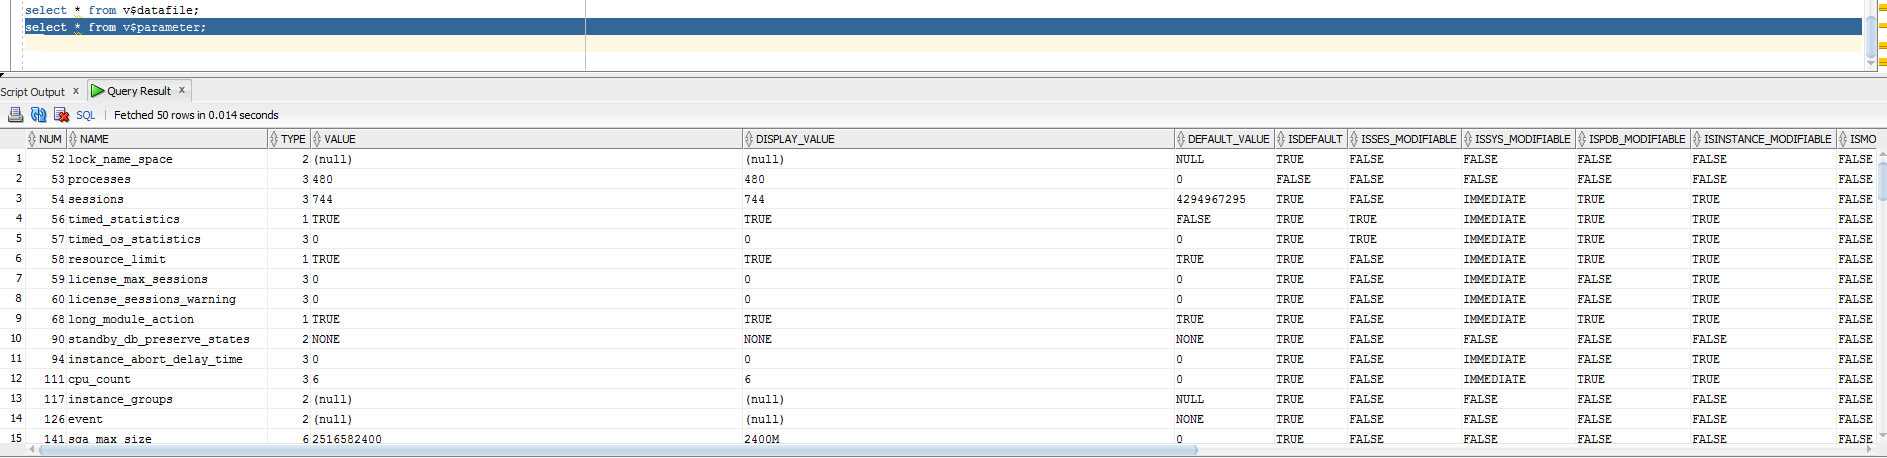 select * from v$datafile;
select * from v$parameter;
Script Output x Query Result x
SQL | Fetched 50 rows in 0.014 seconds
NUM NAME TYPE VALUE DISPLAY_VALUE DEFAULT_VALUE ISDEFAULT ISSES_MODIFIABLE ISSYS_MODIFIABLE ISPDB_MODIFIABLE ISINSTANCE_MODIFIABLE ISMO
1 52 lock_name_space 2 (null) (null) NULL TRUE FALSE FALSE FALSE FALSE FALSE
2 53 processes 3 480 480 0 FALSE FALSE FALSE FALSE FALSE FALSE
3 54 sessions 3 744 744 4294967295 TRUE FALSE IMMEDIATE TRUE TRUE FALSE
4 56 timed_statistics 1 TRUE TRUE FALSE TRUE TRUE IMMEDIATE TRUE TRUE FALSE
5 57 timed_os_statistics 3 0 0 0 TRUE TRUE IMMEDIATE TRUE TRUE FALSE
6 58 resource_limit 1 TRUE TRUE TRUE TRUE FALSE IMMEDIATE TRUE TRUE FALSE
7 59 license_max_sessions 3 0 0 0 TRUE FALSE IMMEDIATE FALSE TRUE FALSE
8 60 license_sessions_warning 3 0 0 0 TRUE FALSE IMMEDIATE FALSE TRUE FALSE
9 68 long_module_action 1 TRUE TRUE TRUE TRUE FALSE IMMEDIATE TRUE TRUE FALSE
10 90 standby_db_preserve_states 2 NONE NONE NONE TRUE FALSE FALSE FALSE FALSE FALSE
11 94 instance_abort_delay_time 3 0 0 0 TRUE FALSE IMMEDIATE FALSE TRUE FALSE
12 111 cpu_count 3 6 6 0 TRUE FALSE IMMEDIATE TRUE TRUE FALSE
13 117 instance_groups 2 (null) (null) NULL TRUE FALSE FALSE FALSE FALSE FALSE
14 126 event 2 (null) (null) NONE TRUE FALSE FALSE FALSE FALSE FALSE
15 141 sga_max_size 6 2516582400 2400M 0 TRUE FALSE FALSE FALSE FALSE FALSE